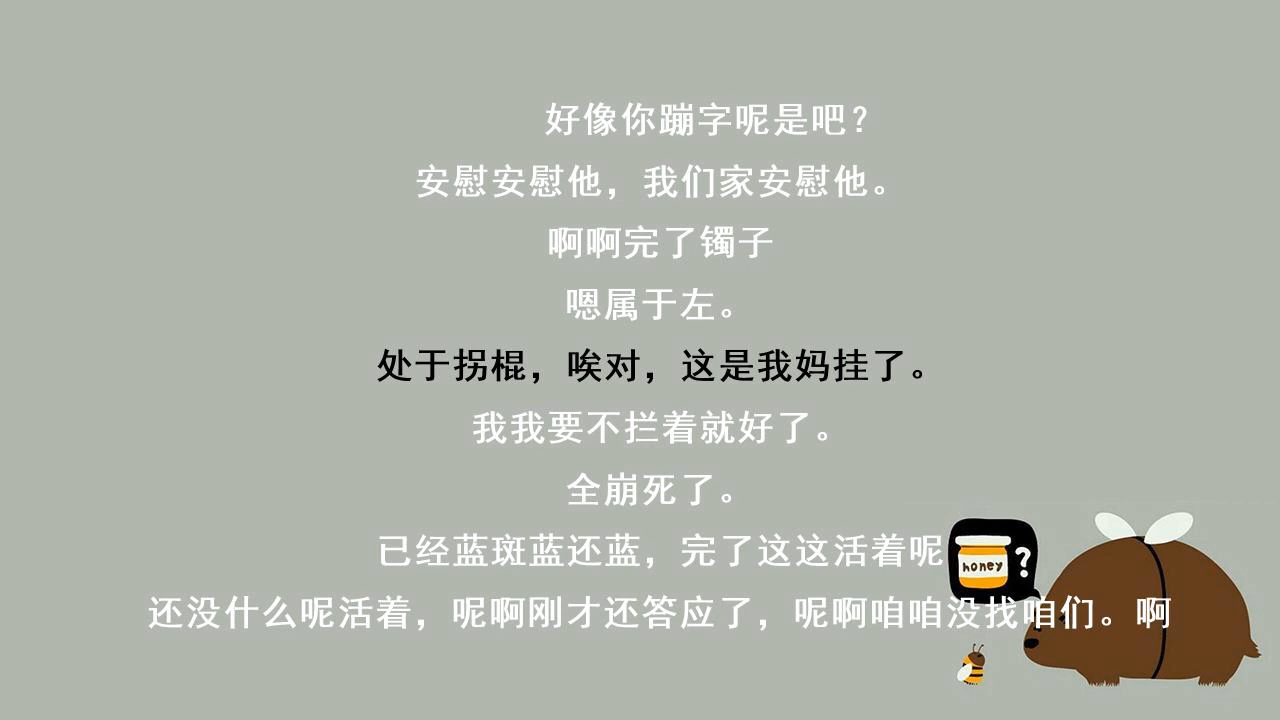 好像你蹦字呢是吧？
安慰安慰他，我们家安慰他。
啊啊完了镯子
嗯属于左。
处于拐棍，唉对，这是我妈挂了。
我我要不拦着就好了。
全崩死了。
已经蓝斑蓝还蓝，完了这这活着呢
honey ?
还没什么呢活着，呢啊刚才还答应了，呢啊咱咱没找咱们。啊